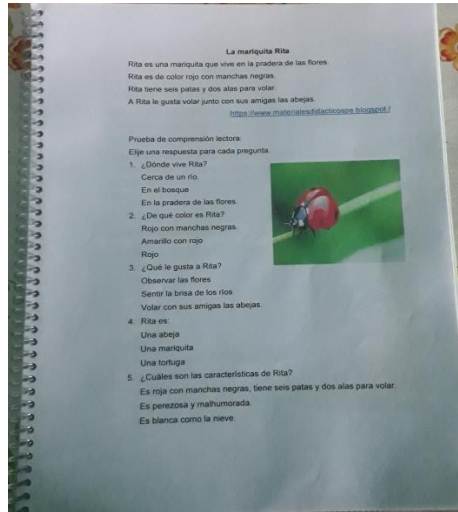 La mariquita Rita
Rita es una mariquita que vive en la pradera de las flores.
Rita es de color rojo con manchas negras.
Rita tiene seis patas y dos alas para volar.
A Rita le gusta volar junto con sus amigas las abejas.
https://www.materialesdidacticospe.blogspot./
Prueba de comprensión lectora:
Elije una respuesta para cada pregunta.
1. ¿Dónde vive Rita?
Cerca de un río.
En el bosque
En la pradera de las flores.
2. ¿De qué color es Rita?
Rojo con manchas negras.
Amarillo con rojo
Rojo
3. ¿Qué le gusta a Rita?
Observar las flores
Sentir la brisa de los ríos
Volar con sus amigas las abejas.
4. Rita es:
Una abeja
Una mariquita
Una tortuga
5. ¿Cuáles son las características de Rita?
Es roja con manchas negras, tiene seis patas y dos alas para volar.
Es perezosa y malhumorada.
Es blanca como la nieve.